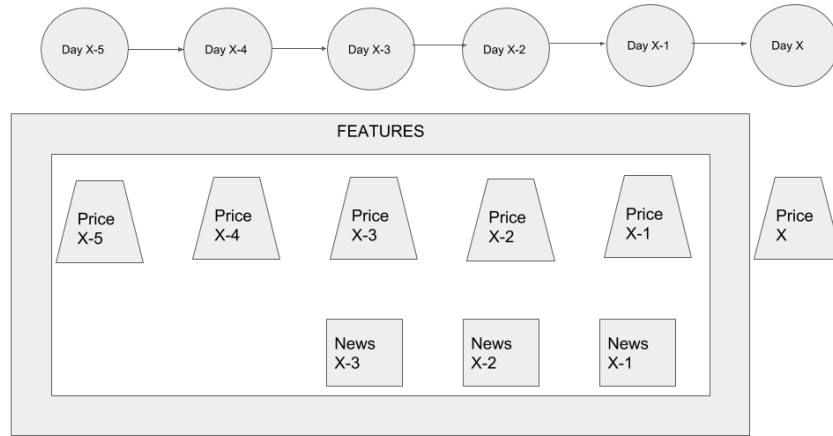 Day X-5
Day X-4
Day X-3
Day X-2
Day X-1
Day X
FEATURES
Price
X-5
Price
X-4
Price
X-3
Price
X-2
Price
X-1
Price
X
News
X-3
News
X-2
News
X-1